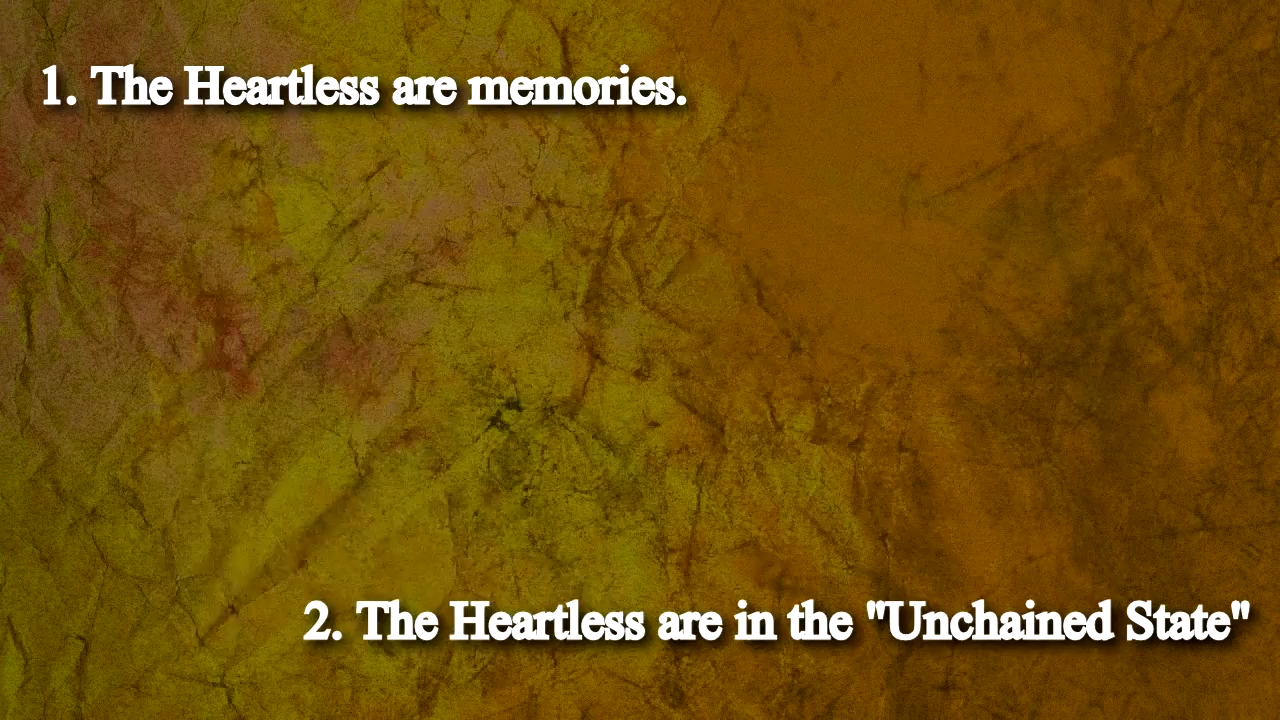 1. The Heartless are memories.
2. The Heartless are in the "Unchained State"